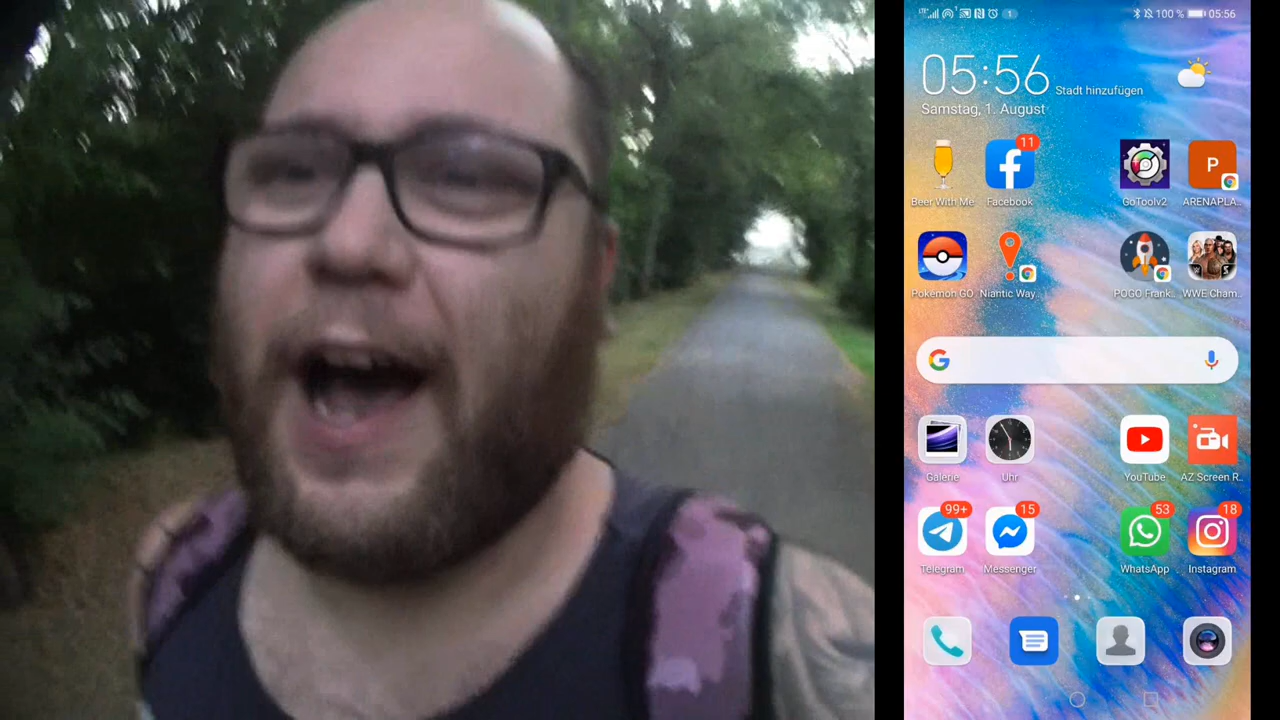 1
100 % 05:56
05:56
Stadt hinzufügen
Samstag, 1. August
11
Beer With Me Facebook GoToolv2 ARENAPLA..
P
Pokémon GO Niantic Way.. POGO Frank.. WWE Cham..
Galerie Uhr YouTube AZ Screen R..
99+ 15 53 18
Telegram Messenger WhatsApp Instagram